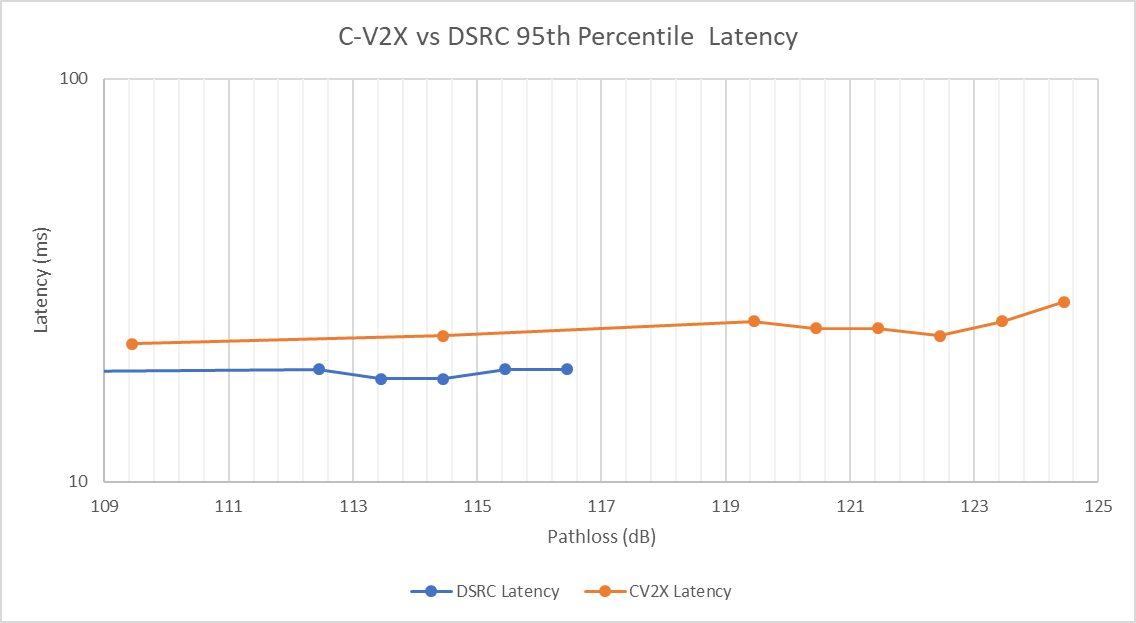 C-V2X vs DSRC 95th Percentile  Latency
100
Latency (ms)
10
109 111 113 115 117 119 121 123 125
Pathloss (dB)
DSRC Latency CV2X Latency